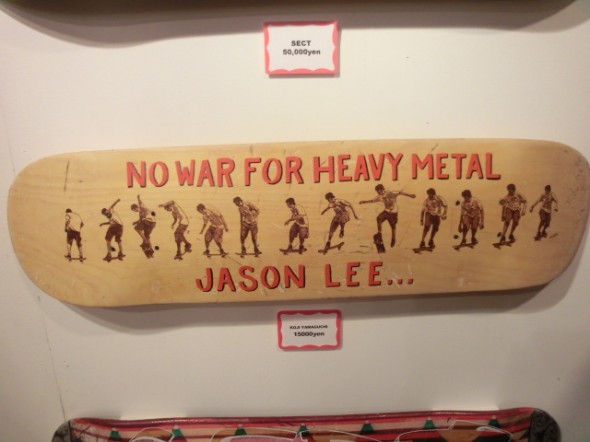 SECT
50,000yen
NO WAR FOR HEAVY METAL
JASON LEE...
15000yen